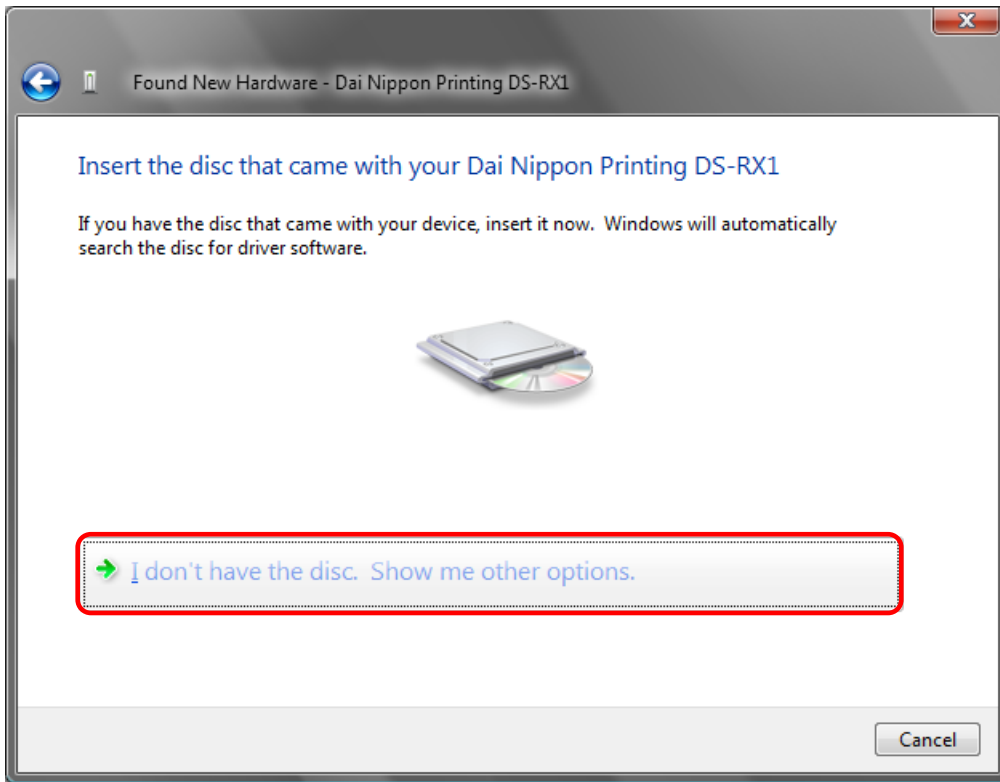 Found New Hardware - Dai Nippon Printing DS-RX1
Insert the disc that came with your Dai Nippon Printing DS-RX1
If you have the disc that came with your device, insert it now.  Windows will automatically
search the disc for driver software.
I don't have the disc.  Show me other options.
Cancel